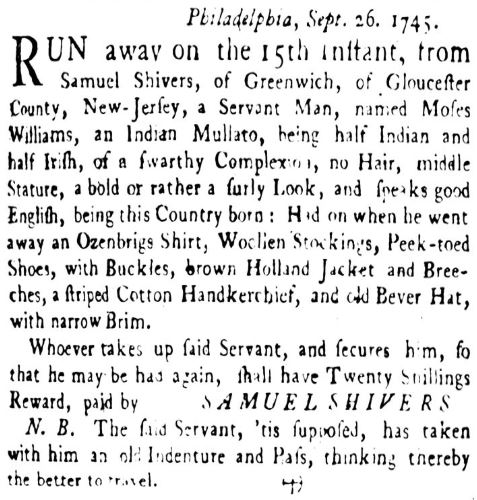 Philadelphia, Sept. 26. 1745.
RUN away on the 15th Inſtant, from
Samuel Shivers, of Greenwich, of Glouceſter
County, New-Jerſey, a Servant Man, named Moſes
Williams, an Indian Mullato, being half Indian and
half Iriſh, of a ſwarthy Complexion, no Hair, middle
Stature, a bold or rather a ſurly Look, and ſpeaks good
Engliſh, being this Country born: Had on when he went
away an Ozenbrigs Shirt, Woollen Stockings, Peek-toed
Shoes, with Buckles, brown Holland Jacket and Bree-
ches, a ſtriped Cotton Handkerchief, and old Bever Hat,
with narrow Brim.
Whoever takes up ſaid Servant, and ſecures him, ſo
that he may be had again, ſhall have Twenty Shillings
Reward, paid by SAMUEL SHIVERS
N. B. The ſaid Servant, 'tis ſuppoſed, has taken
with him an old Indenture and Paſs, thinking thereby
the better to travel.